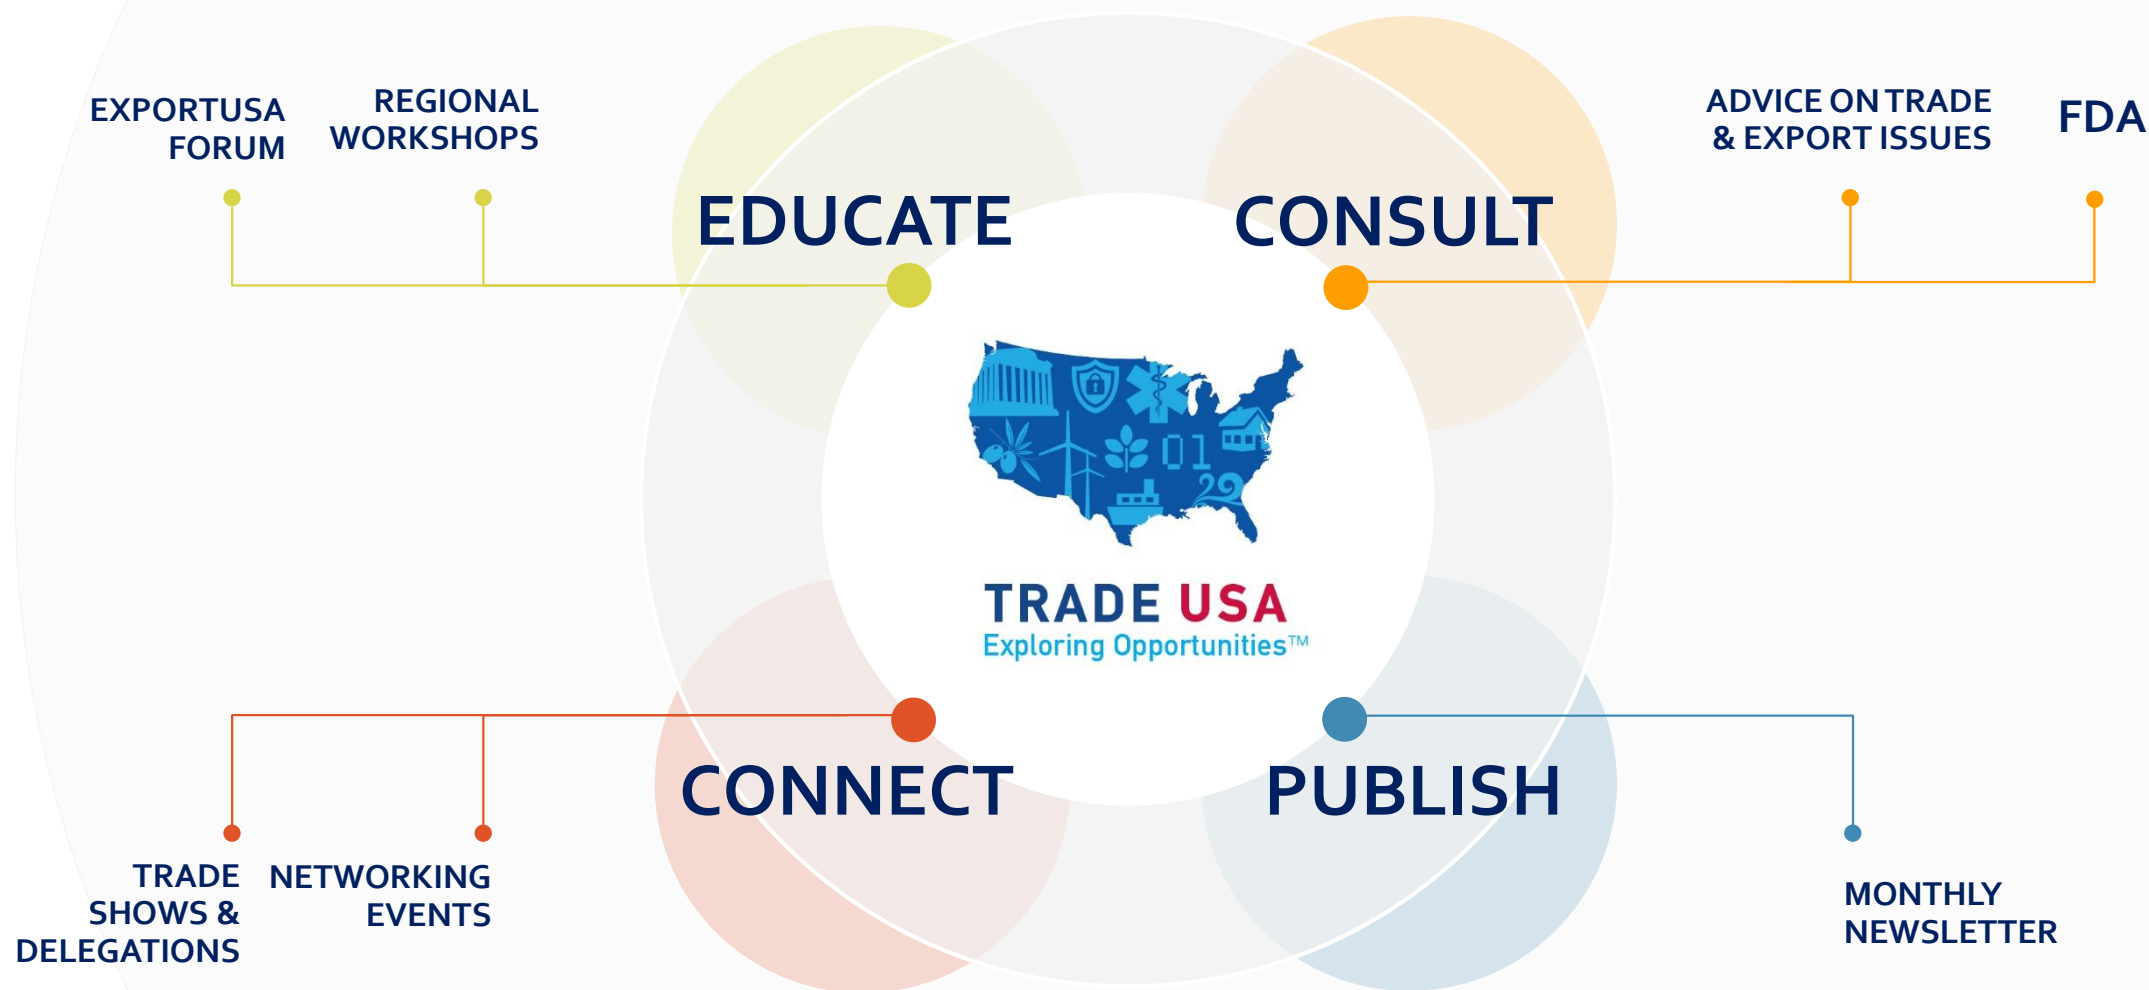 EXPORTUSA
FORUM
REGIONAL
WORKSHOPS
EDUCATE
CONSULT
ADVICE ON TRADE
& EXPORT ISSUES
FDA
01
TRADE USA
Exploring Opportunities™
CONNECT
PUBLISH
TRADE
SHOWS &
DELEGATIONS
NETWORKING
EVENTS
MONTHLY
NEWSLETTER